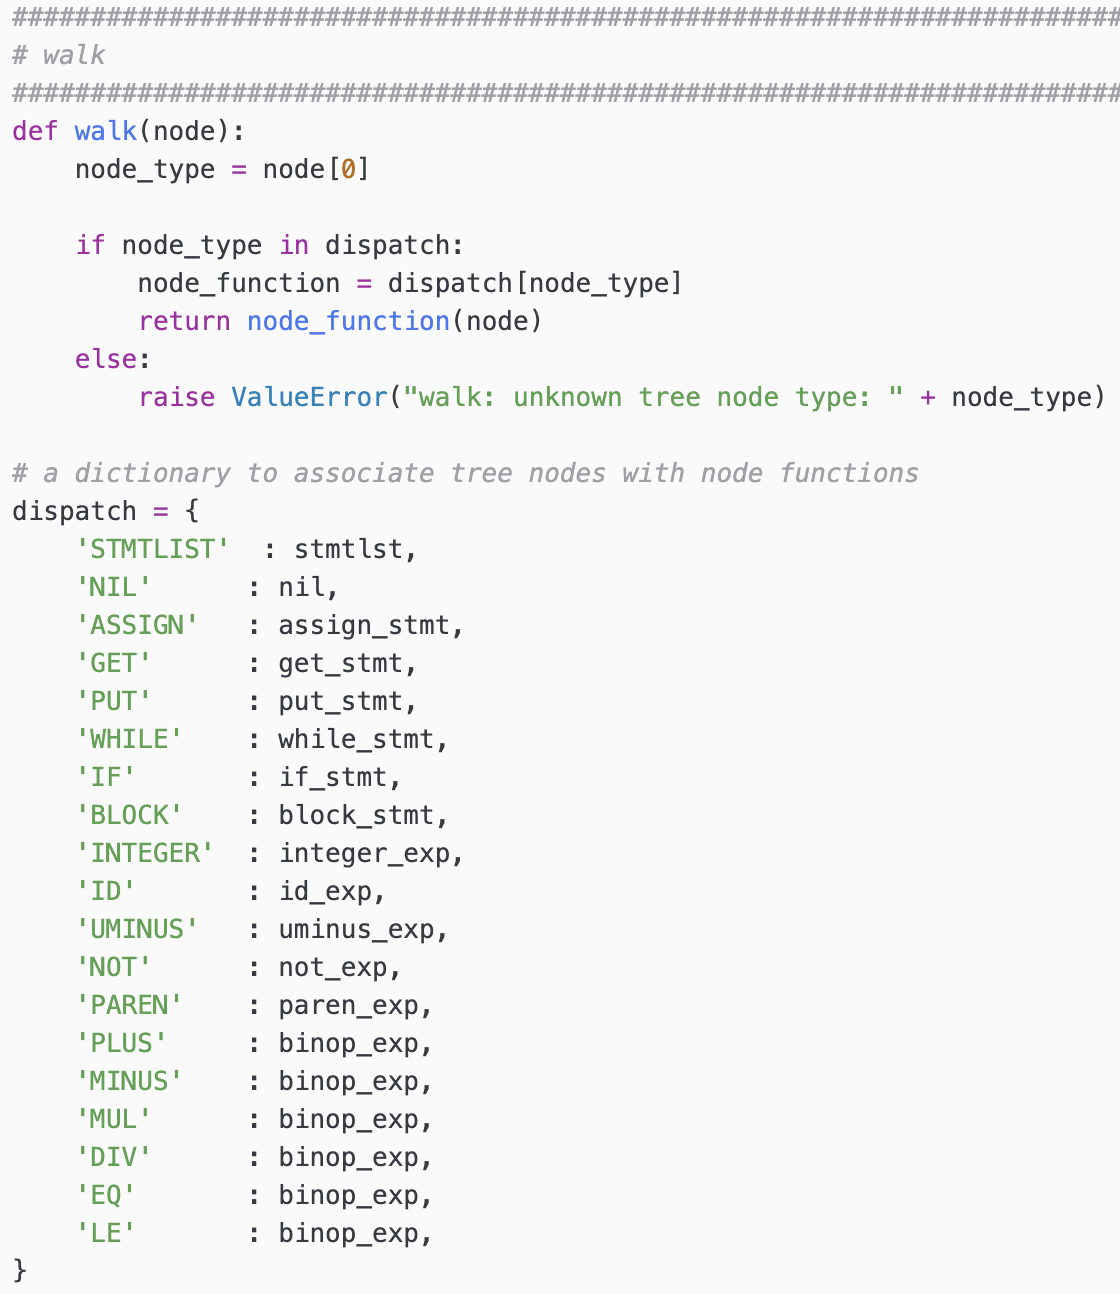 #######################################################################
# walk
#######################################################################
def walk(node):
    node_type = node[0]

    if node_type in dispatch:
        node_function = dispatch[node_type]
        return node_function(node)
    else:
        raise ValueError("walk: unknown tree node type: " + node_type)

# a dictionary to associate tree nodes with node functions
dispatch = {
    'STMTLIST'  : stmtlst,
    'NIL'      : nil,
    'ASSIGN'   : assign_stmt,
    'GET'      : get_stmt,
    'PUT'      : put_stmt,
    'WHILE'    : while_stmt,
    'IF'       : if_stmt,
    'BLOCK'    : block_stmt,
    'INTEGER'  : integer_exp,
    'ID'       : id_exp,
    'UMINUS'   : uminus_exp,
    'NOT'      : not_exp,
    'PAREN'    : paren_exp,
    'PLUS'     : binop_exp,
    'MINUS'    : binop_exp,
    'MUL'      : binop_exp,
    'DIV'      : binop_exp,
    'EQ'       : binop_exp,
    'LE'       : binop_exp,
}